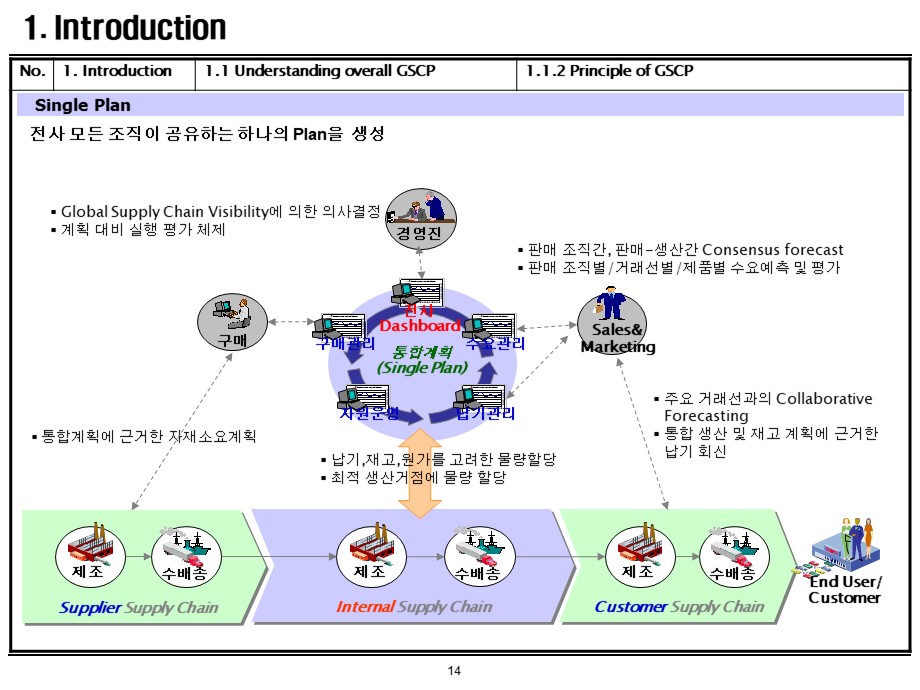 1. Introduction
No. 1. Introduction 1.1 Understanding overall GSCP 1.1.2 Principle of GSCP
Single Plan
전사 모든 조직이 공유하는 하나의 Plan을 생성
▪ Global Supply Chain Visibility에 의한 의사결정
▪ 계획 대비 실행 평가 체제
경영진
▪ 판매 조직간, 판매-생산간 Consensus forecast
▪ 판매 조직별/거래선별/제품별 수요예측 및 평가
구매
전사
Dashboard
구매관리
수요관리
통합계획
(Single Plan)
자원운영
납기관리
Sales&
Marketing
▪ 주요 거래선과의 Collaborative
Forecasting
▪ 통합 생산 및 재고 계획에 근거한
납기 회신
▪ 통합계획에 근거한 자재소요계획
▪ 납기,재고,원가를 고려한 물량할당
▪ 최적 생산거점에 물량 할당
제조
수배송
Supplier Supply Chain
제조
수배송
Internal Supply Chain
제조
수배송
Customer Supply Chain
End User/
Customer
14